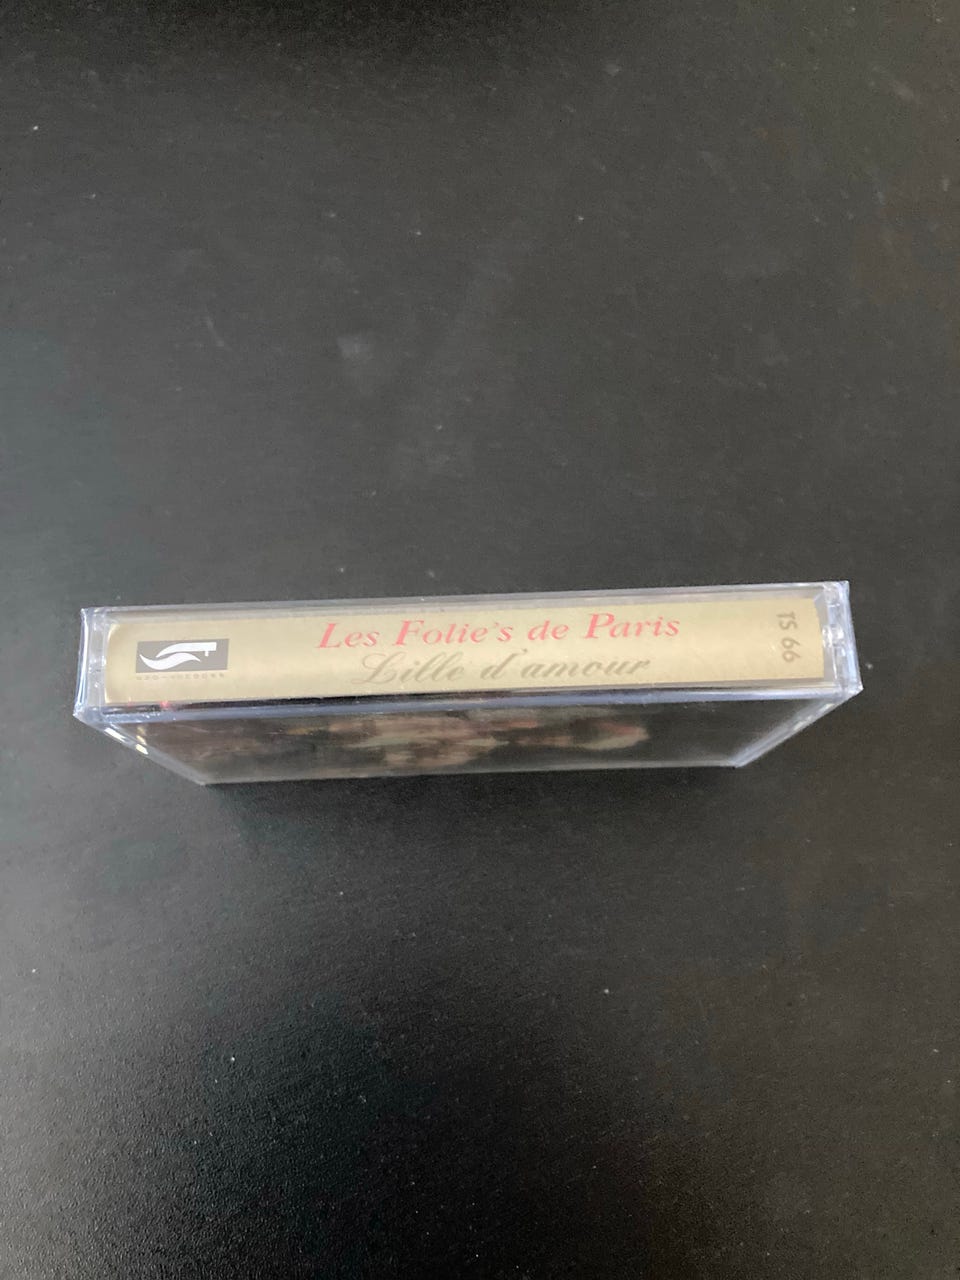 Les Folie's de Paris
Lille d'amour
TS 66